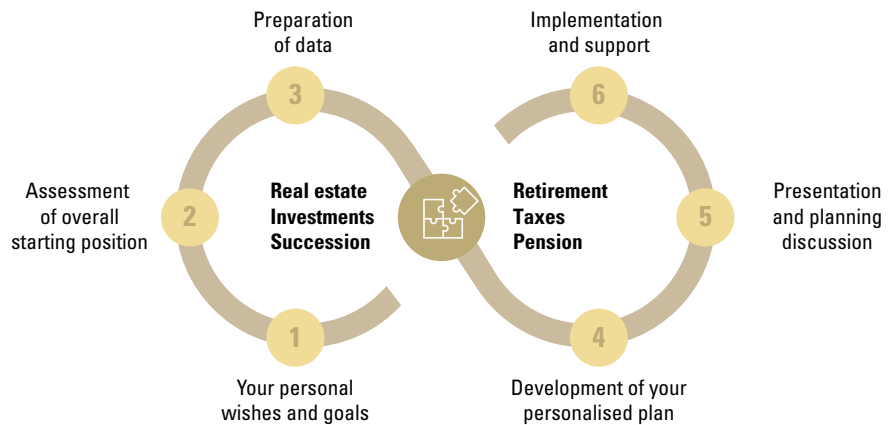 Preparation
of data
3
Implementation
and support
6
Assessment
of overall
starting position
2
Real estate
Investments
Succession
Retirement
Taxes
Pension
5
Presentation
and planning
discussion
1
Your personal
wishes and goals
4
Development of your
personalised plan